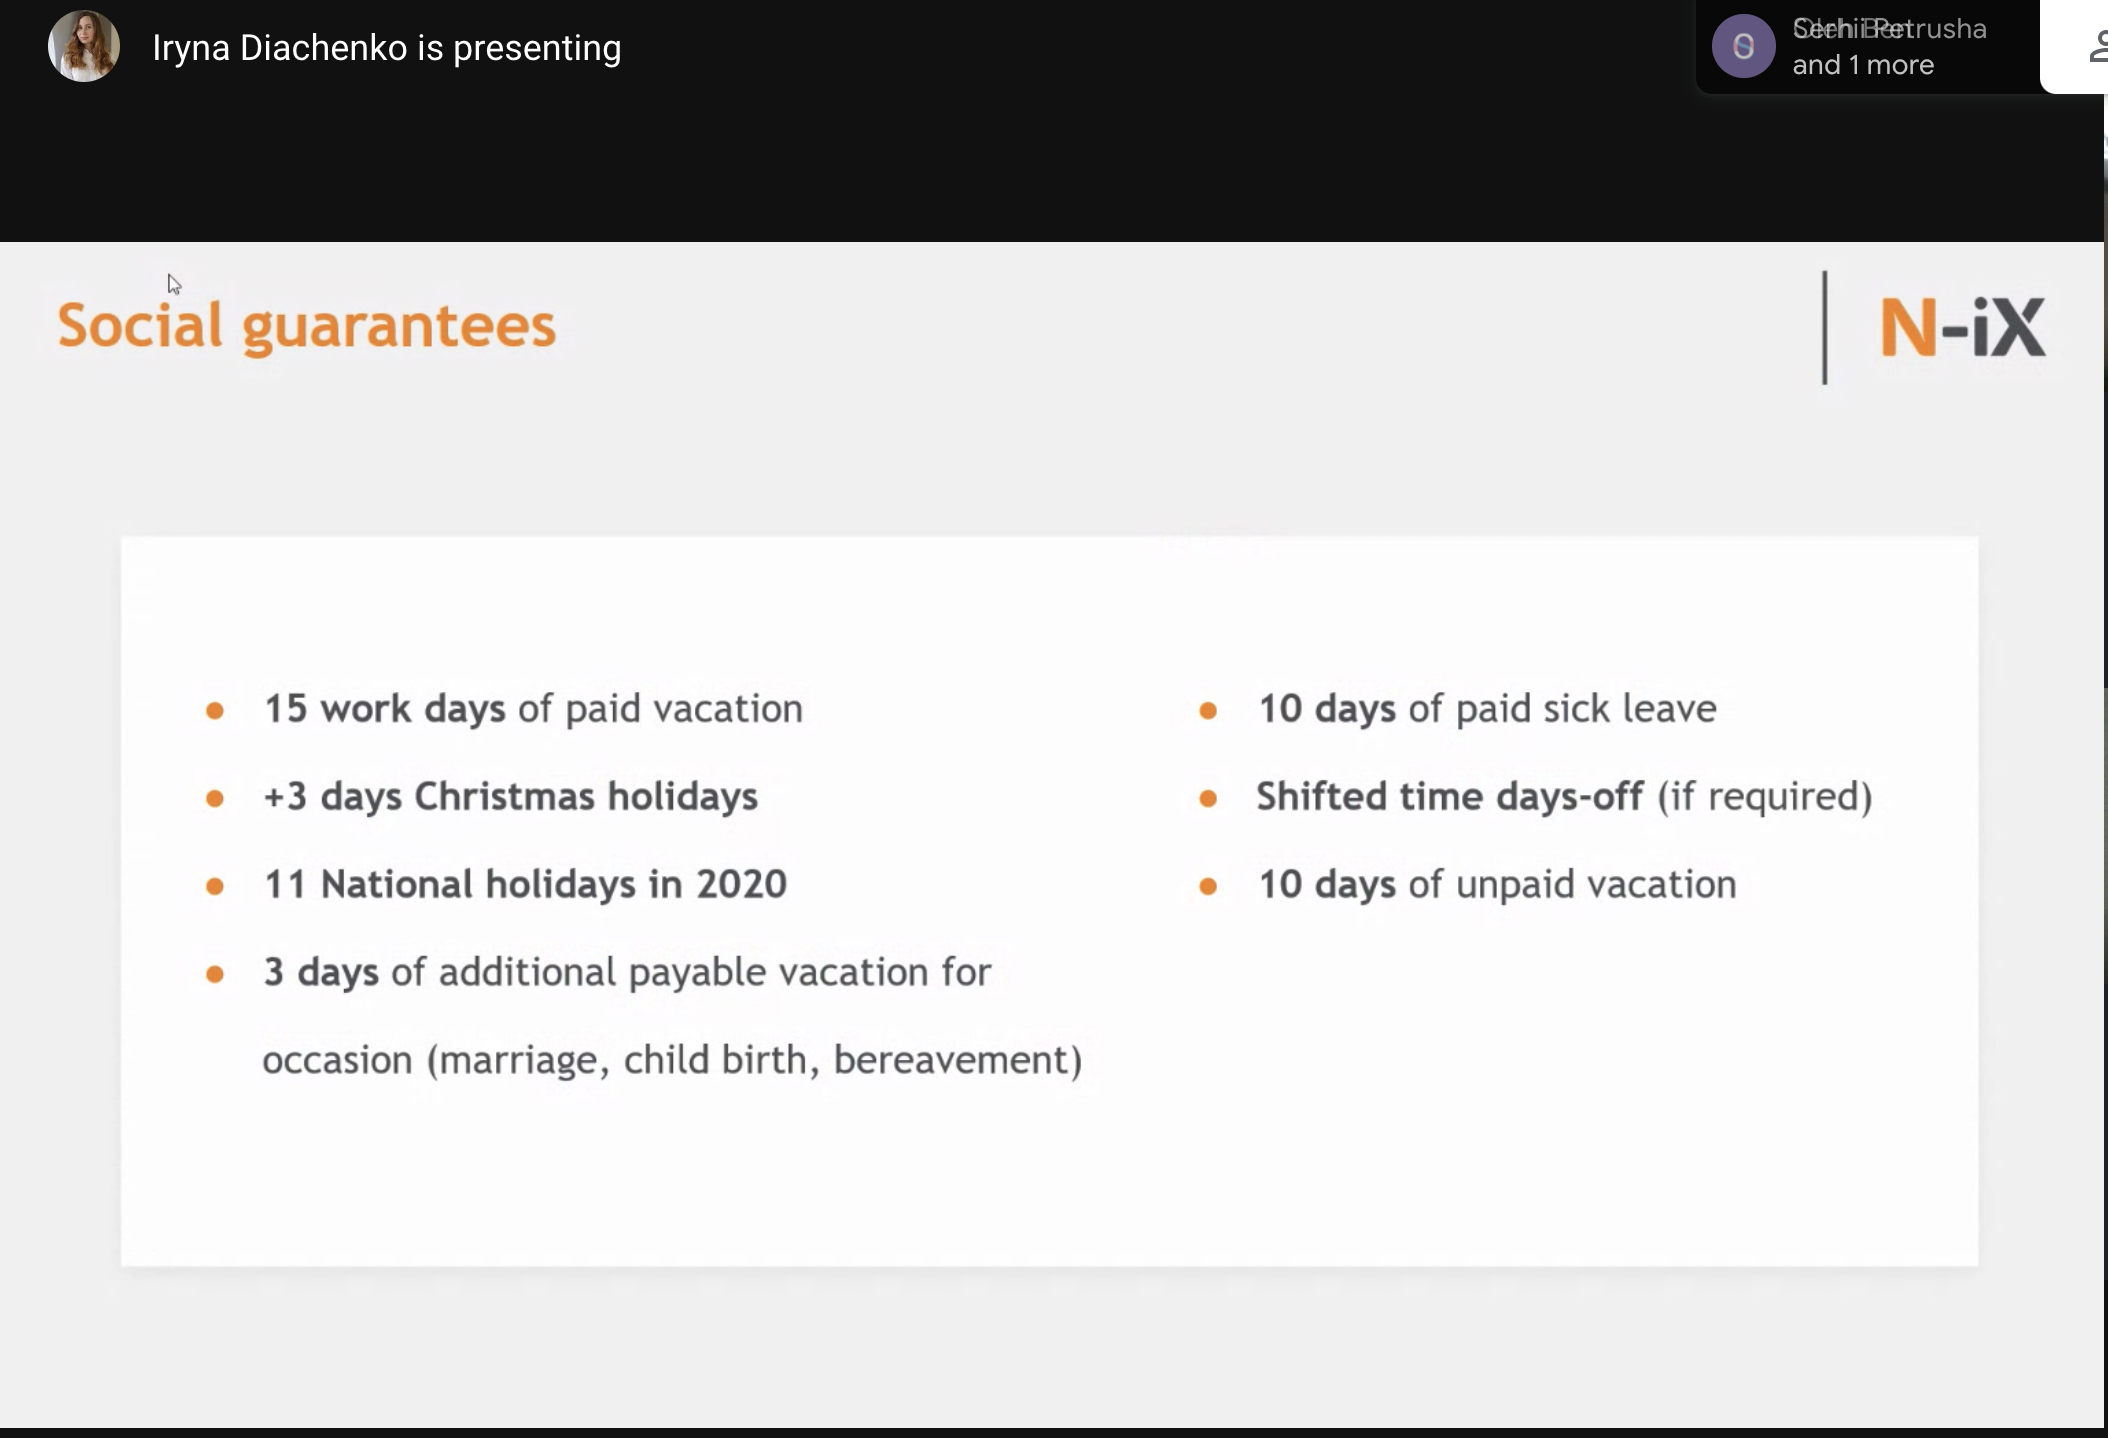 Iryna Diachenko is presenting
Petrusha
and 1 more
Social guarantees
N-iX
15 work days of paid vacation
+3 days Christmas holidays
11 National holidays in 2020
3 days of additional payable vacation for
occasion (marriage, child birth, bereavement)
10 days of paid sick leave
Shifted time days-off (if required)
10 days of unpaid vacation